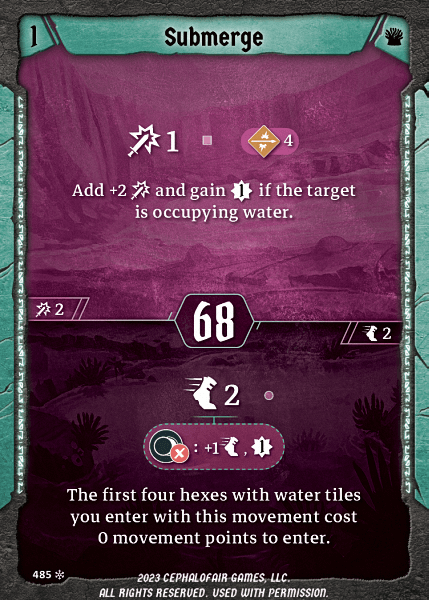 1 Submerge
1 4
Add +2 and gain 1 if the target
is occupying water.
2
68
2
2
: +1 , 1
The first four hexes with water tiles
you enter with this movement cost
0 movement points to enter.
485
2023 CEPHALOFAIR GAMES, LLC.
ALL RIGHTS RESERVED. USED WITH PERMISSION.